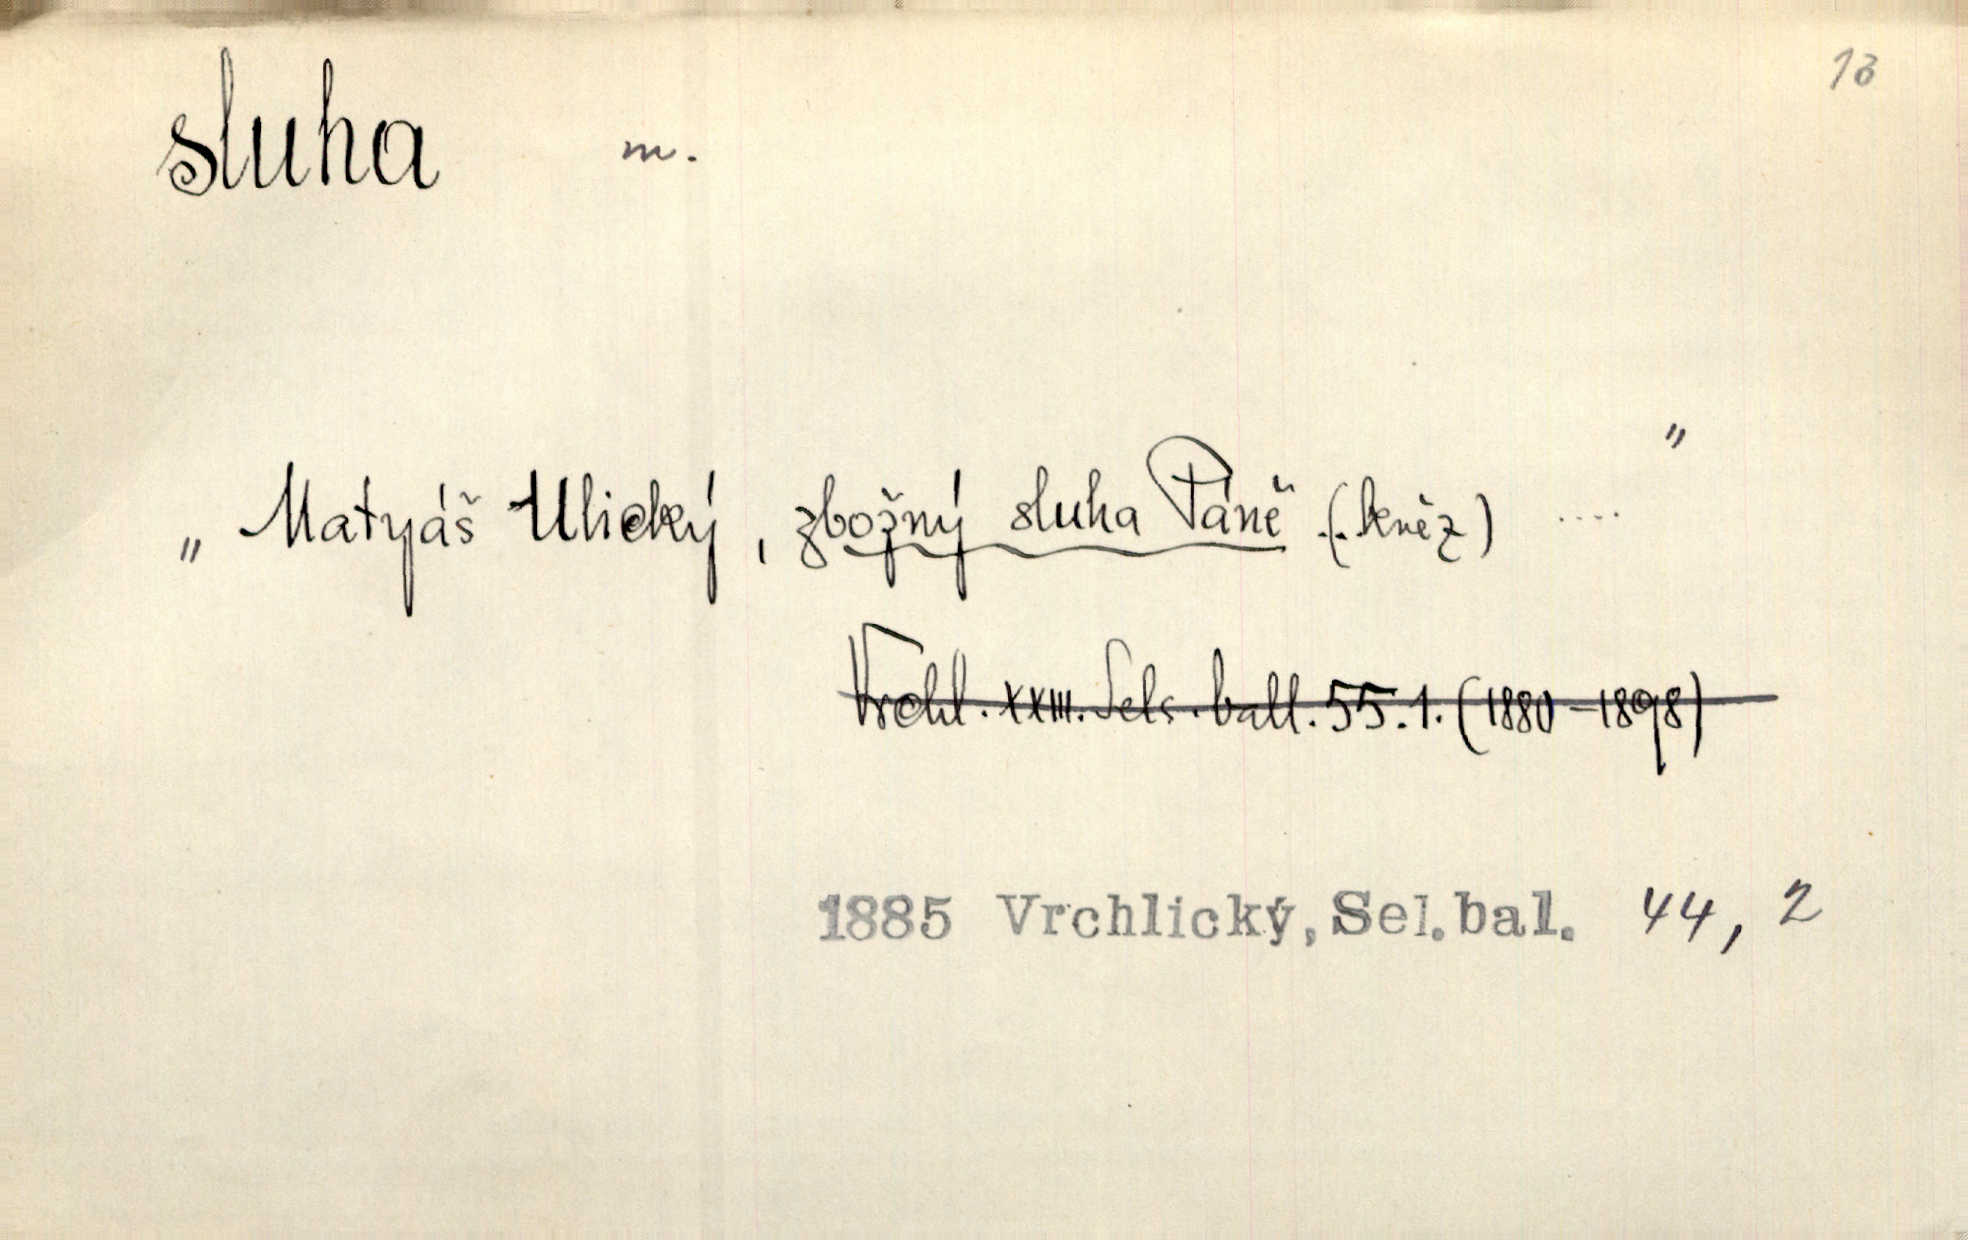 13
sluha m.
„Matyáš Ulický, zbožný sluha Páně (: kněz) ...."
Vrchl. XXIII. Sels. ball. 55.1. (1880–1898)
1885 Vrchlický, Sel. bal. 44, 2